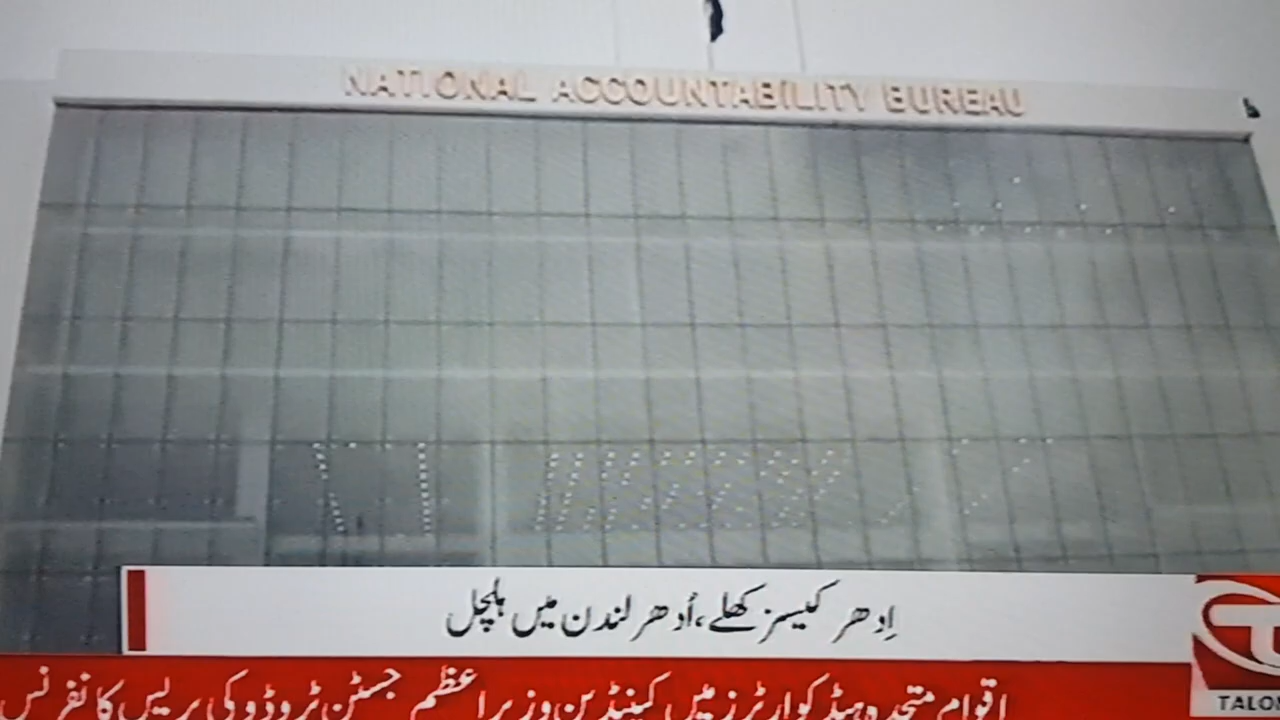 NATIONAL ACCOUNTABILITY BUREAU
اِدھر کیسز کھلے، اُدھر لندن میں ہلچل
اقوام متحدہ ہیڈ کوارٹرز میں کینیڈین وزیراعظم جسٹن ٹروڈو کی پریس کانفرنس
TALO